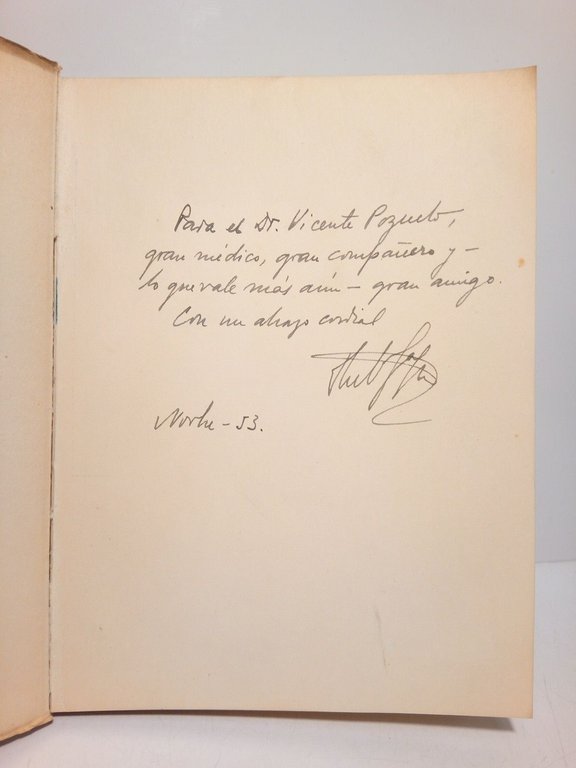 Para el Dr. Vicente Pozuelo,
gran médico, gran compañero y –
lo que vale más aún – gran amigo.
Con un abrazo cordial
Novbe – 53.